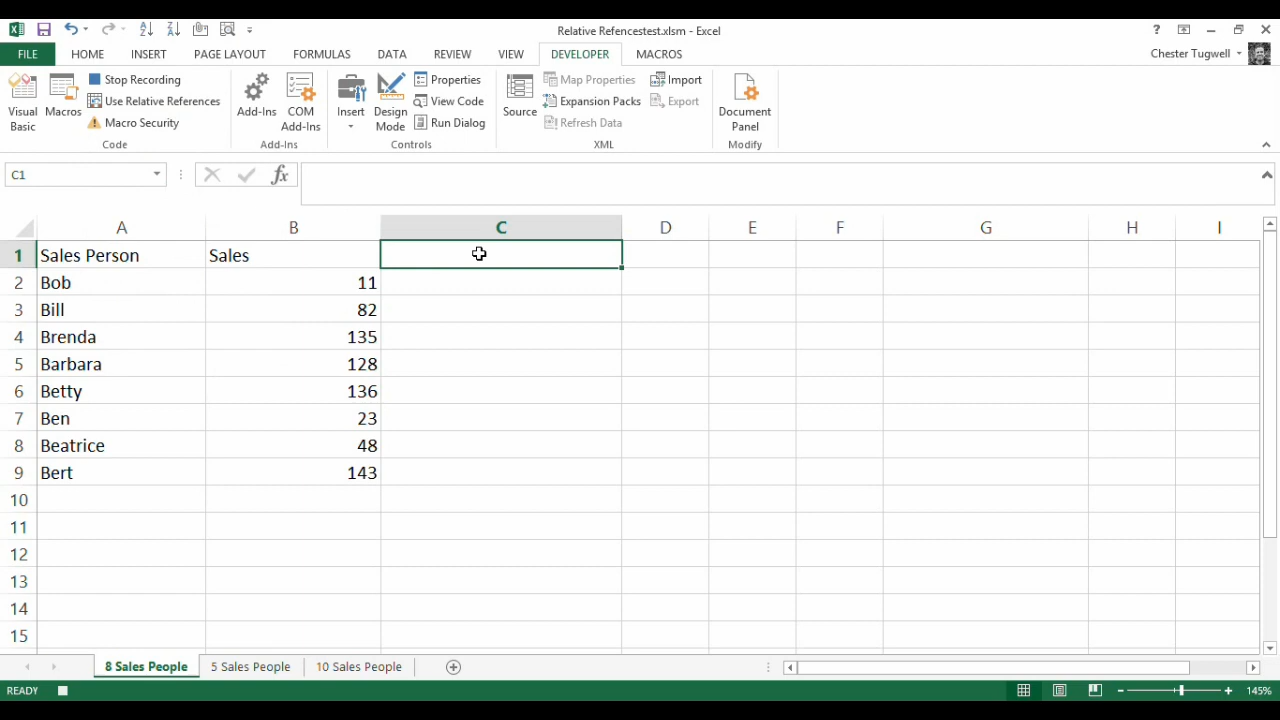 Relative Refencestest.xlsm - Excel
?
FILE HOME INSERT PAGE LAYOUT FORMULAS DATA REVIEW VIEW DEVELOPER MACROS Chester Tugwell
Visual Basic
Macros
Stop Recording
Use Relative References
Macro Security
Code
Add-Ins
COM Add-Ins
Add-Ins
Insert
Design Mode
Properties
View Code
Run Dialog
Controls
Source
Map Properties
Expansion Packs
Refresh Data
Import
Export
XML
Document Panel
Modify
C1 fx
A B C D E F G H I
1 Sales Person Sales
2 Bob 11
3 Bill 82
4 Brenda 135
5 Barbara 128
6 Betty 136
7 Ben 23
8 Beatrice 48
9 Bert 143
10
11
12
13
14
15
8 Sales People 5 Sales People 10 Sales People
READY 145%